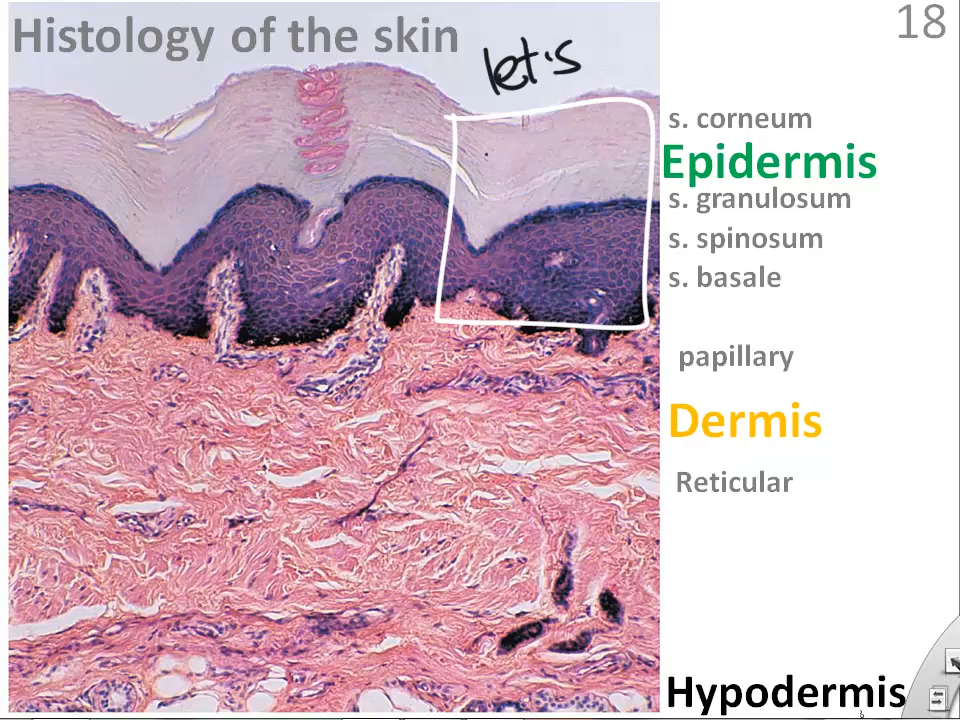 Histology of the skin
18
let's
s. corneum
Epidermis
s. granulosum
s. spinosum
s. basale
papillary
Dermis
Reticular
Hypodermis